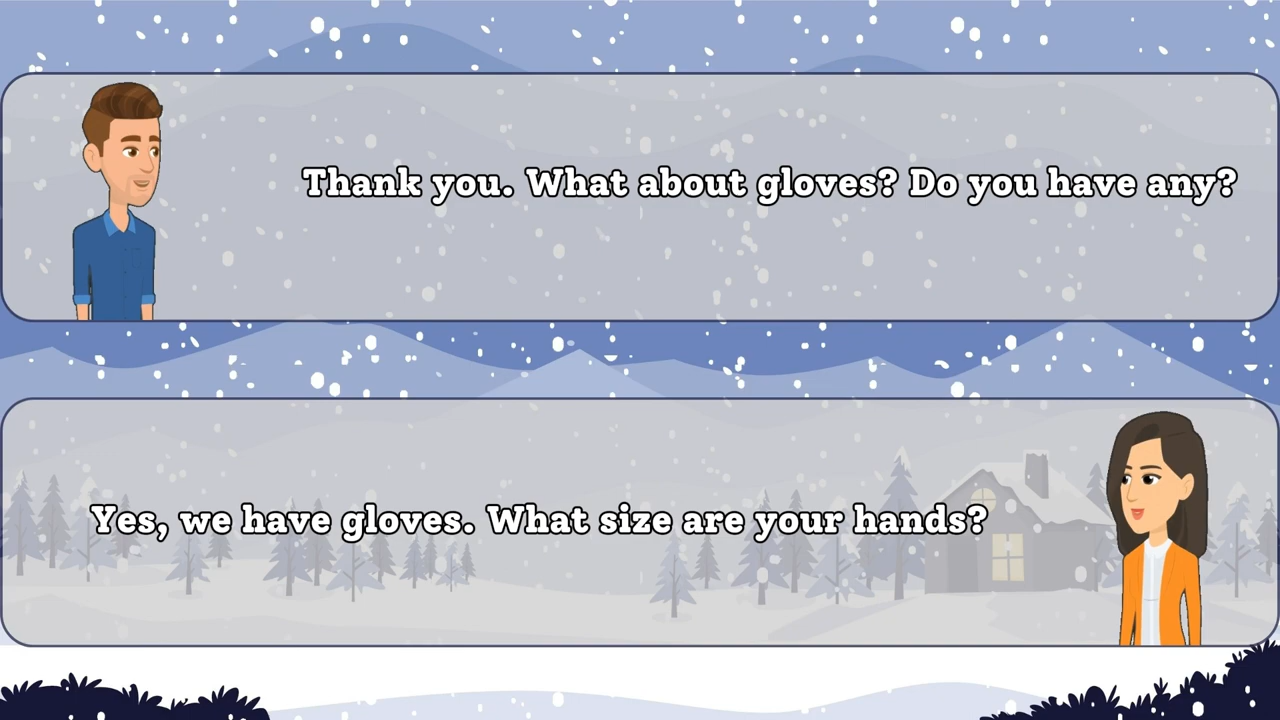 Thank you. What about gloves? Do you have any?
Yes, we have gloves. What size are your hands?